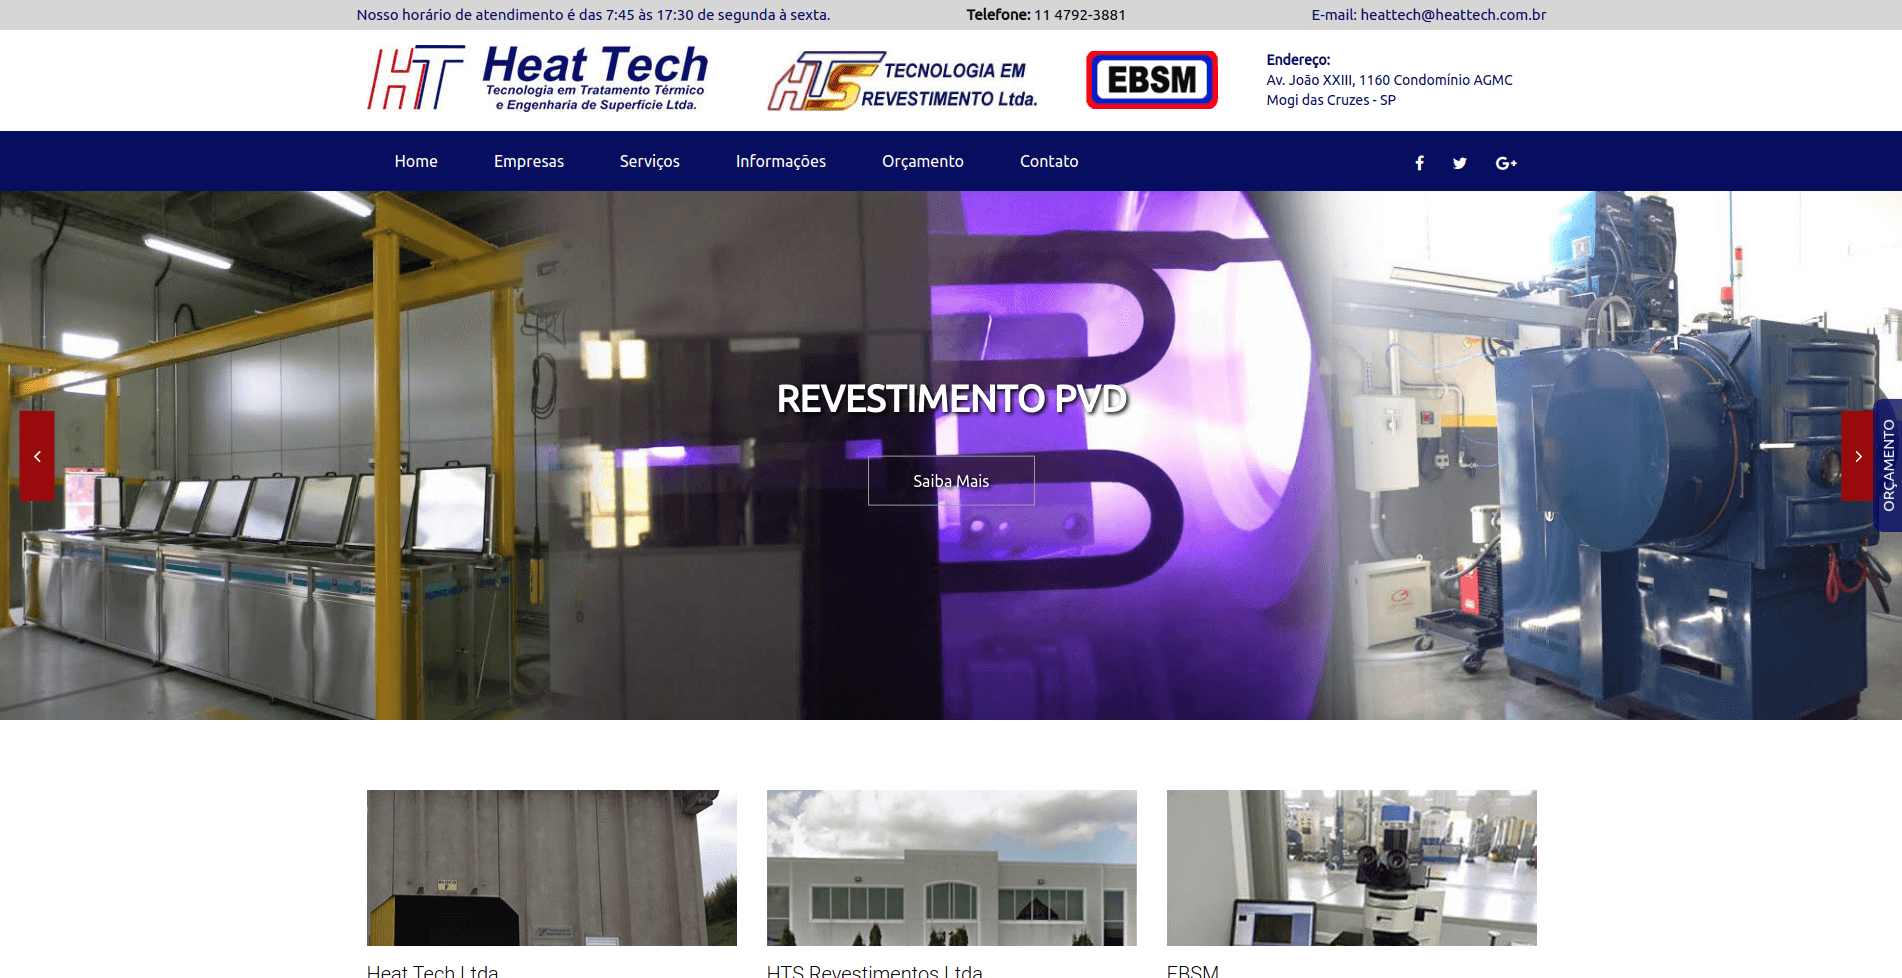 Nosso horário de atendimento é das 7:45 às 17:30 de segunda à sexta.
Telefone: 11 4792-3881
E-mail: heattech@heattech.com.br
HT Heat Tech
Tecnologia em Tratamento Térmico
e Engenharia de Superfície Ltda.
HTS TECNOLOGIA EM
REVESTIMENTO Ltda.
EBSM
Endereço:
Av. João XXIII, 1160 Condomínio AGMC
Mogi das Cruzes - SP
Home
Empresas
Serviços
Informações
Orçamento
Contato
REVESTIMENTO PVD
Saiba Mais
ORÇAMENTO
Heat Tech Ltda
HTS Revestimentos Ltda
EBSM